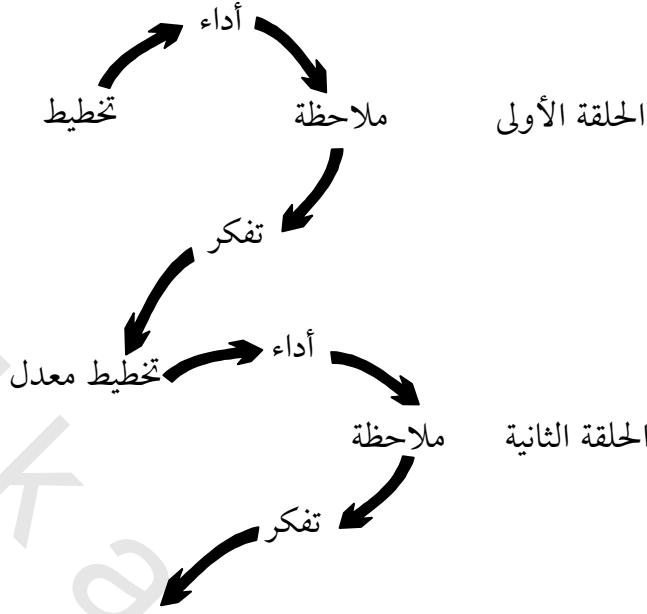 أداء
تخطيط
ملاحظة
الحلقة الأولى
تفكر
أداء
تخطيط معدل
ملاحظة
الحلقة الثانية
تفكر
k
a